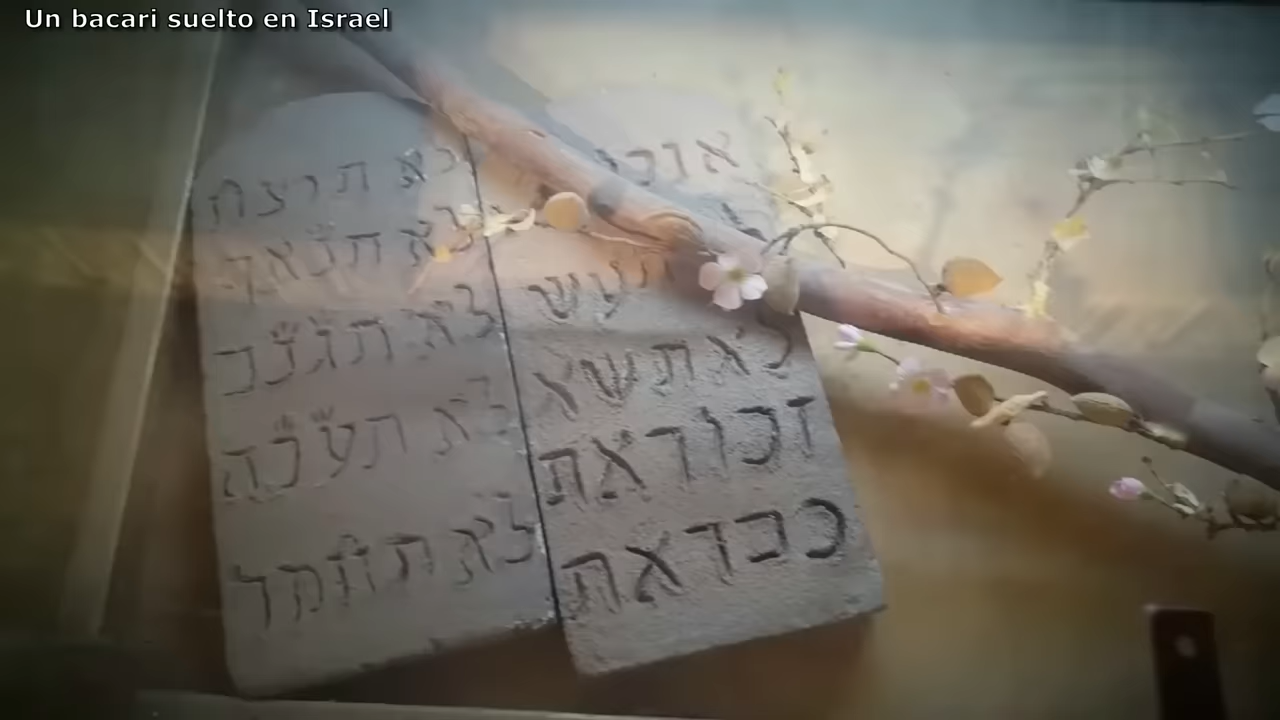 Un bacari suelto en Israel
אנכי
לא תשא
זכור את
כבד את
לא תרצח
לא תנאף
לא תגנב
לא תענה
לא תחמד